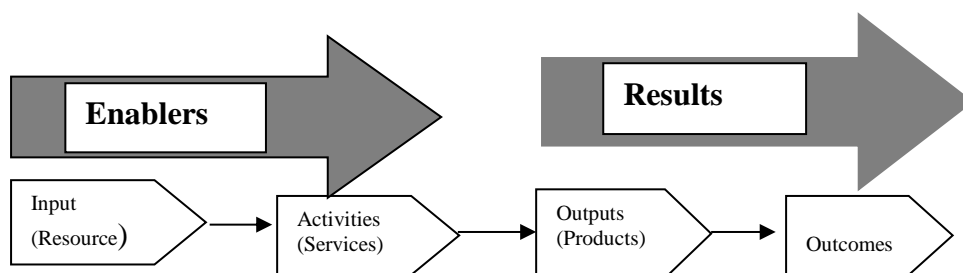 Enablers
Results
Input
(Resource)
Activities
(Services)
Outputs
(Products)
Outcomes